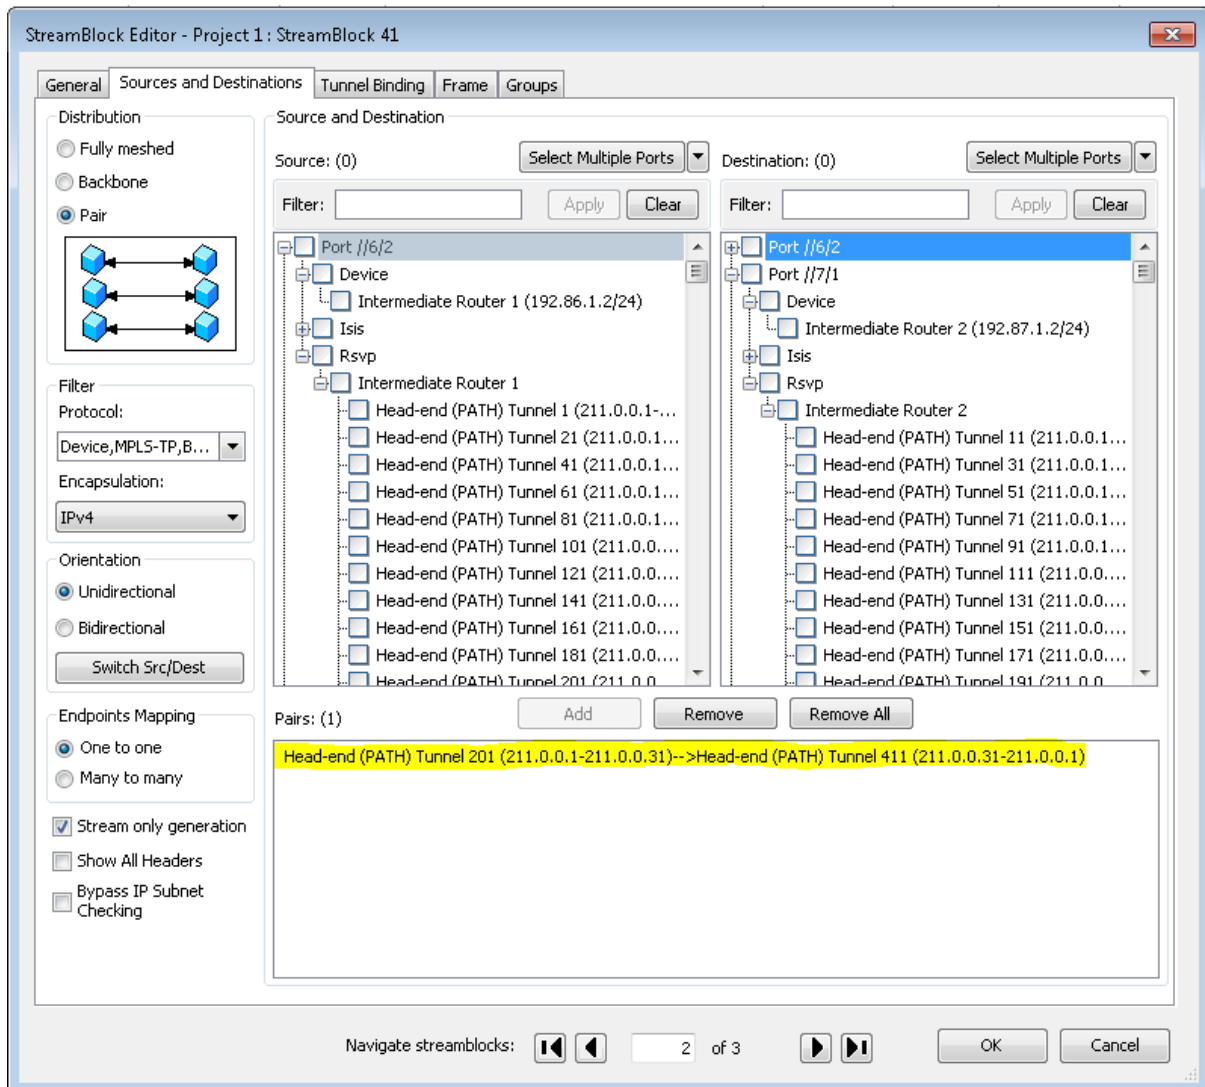 StreamBlock Editor - Project 1 : StreamBlock 41
General Sources and Destinations Tunnel Binding Frame Groups
Distribution
Fully meshed
Backbone
Pair
Filter
Protocol:
Device,MPLS-TP,B...
Encapsulation:
IPv4
Orientation
Unidirectional
Bidirectional
Switch Src/Dest
Endpoints Mapping
One to one
Many to many
Stream only generation
Show All Headers
Bypass IP Subnet
Checking
Source and Destination
Source: (0) Select Multiple Ports
Filter: Apply Clear
Port //6/2
Device
Intermediate Router 1 (192.86.1.2/24)
Isis
Rsvp
Intermediate Router 1
Head-end (PATH) Tunnel 1 (211.0.0.1-...
Head-end (PATH) Tunnel 21 (211.0.0.1...
Head-end (PATH) Tunnel 41 (211.0.0.1...
Head-end (PATH) Tunnel 61 (211.0.0.1...
Head-end (PATH) Tunnel 81 (211.0.0.1...
Head-end (PATH) Tunnel 101 (211.0.0....
Head-end (PATH) Tunnel 121 (211.0.0....
Head-end (PATH) Tunnel 141 (211.0.0....
Head-end (PATH) Tunnel 161 (211.0.0....
Head-end (PATH) Tunnel 181 (211.0.0....
Head-end (PATH) Tunnel 201 (211.0.0
Destination: (0) Select Multiple Ports
Filter: Apply Clear
Port //6/2
Port //7/1
Device
Intermediate Router 2 (192.87.1.2/24)
Isis
Rsvp
Intermediate Router 2
Head-end (PATH) Tunnel 11 (211.0.0.1...
Head-end (PATH) Tunnel 31 (211.0.0.1...
Head-end (PATH) Tunnel 51 (211.0.0.1...
Head-end (PATH) Tunnel 71 (211.0.0.1...
Head-end (PATH) Tunnel 91 (211.0.0.1...
Head-end (PATH) Tunnel 111 (211.0.0....
Head-end (PATH) Tunnel 131 (211.0.0....
Head-end (PATH) Tunnel 151 (211.0.0....
Head-end (PATH) Tunnel 171 (211.0.0....
Head-end (PATH) Tunnel 191 (211.0.0
Pairs: (1) Add Remove Remove All
Head-end (PATH) Tunnel 201 (211.0.0.1-211.0.0.31)-->Head-end (PATH) Tunnel 411 (211.0.0.31-211.0.0.1)
Navigate streamblocks: 2 of 3 OK Cancel